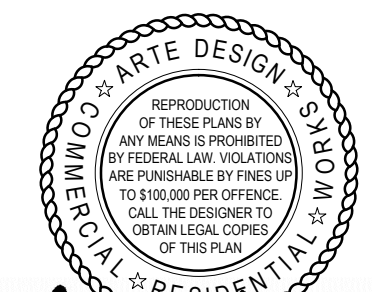 ARTE DESIGN ☆ WORKS ☆ RESIDENTIAL ☆ COMMERCIAL ☆
REPRODUCTION
OF THESE PLANS BY
ANY MEANS IS PROHIBITED
BY FEDERAL LAW. VIOLATIONS
ARE PUNISHABLE BY FINES UP
TO $100,000 PER OFFENCE.
CALL THE DESIGNER TO
OBTAIN LEGAL COPIES
OF THIS PLAN